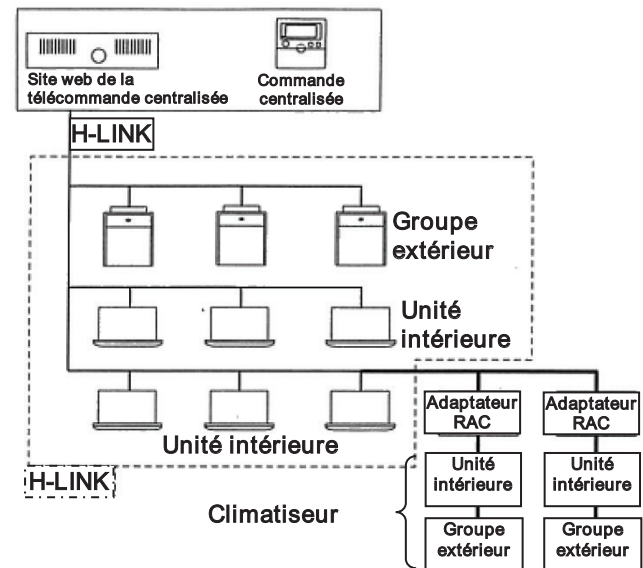 Site web de la
télécommande centralisée
Commande
centralisée
H-LINK
Groupe
extérieur
Unité
intérieure
Unité intérieure
H-LINK
Adaptateur
RAC
Adaptateur
RAC
Unité
intérieure
Unité
intérieure
Climatiseur
Groupe
extérieur
Groupe
extérieur